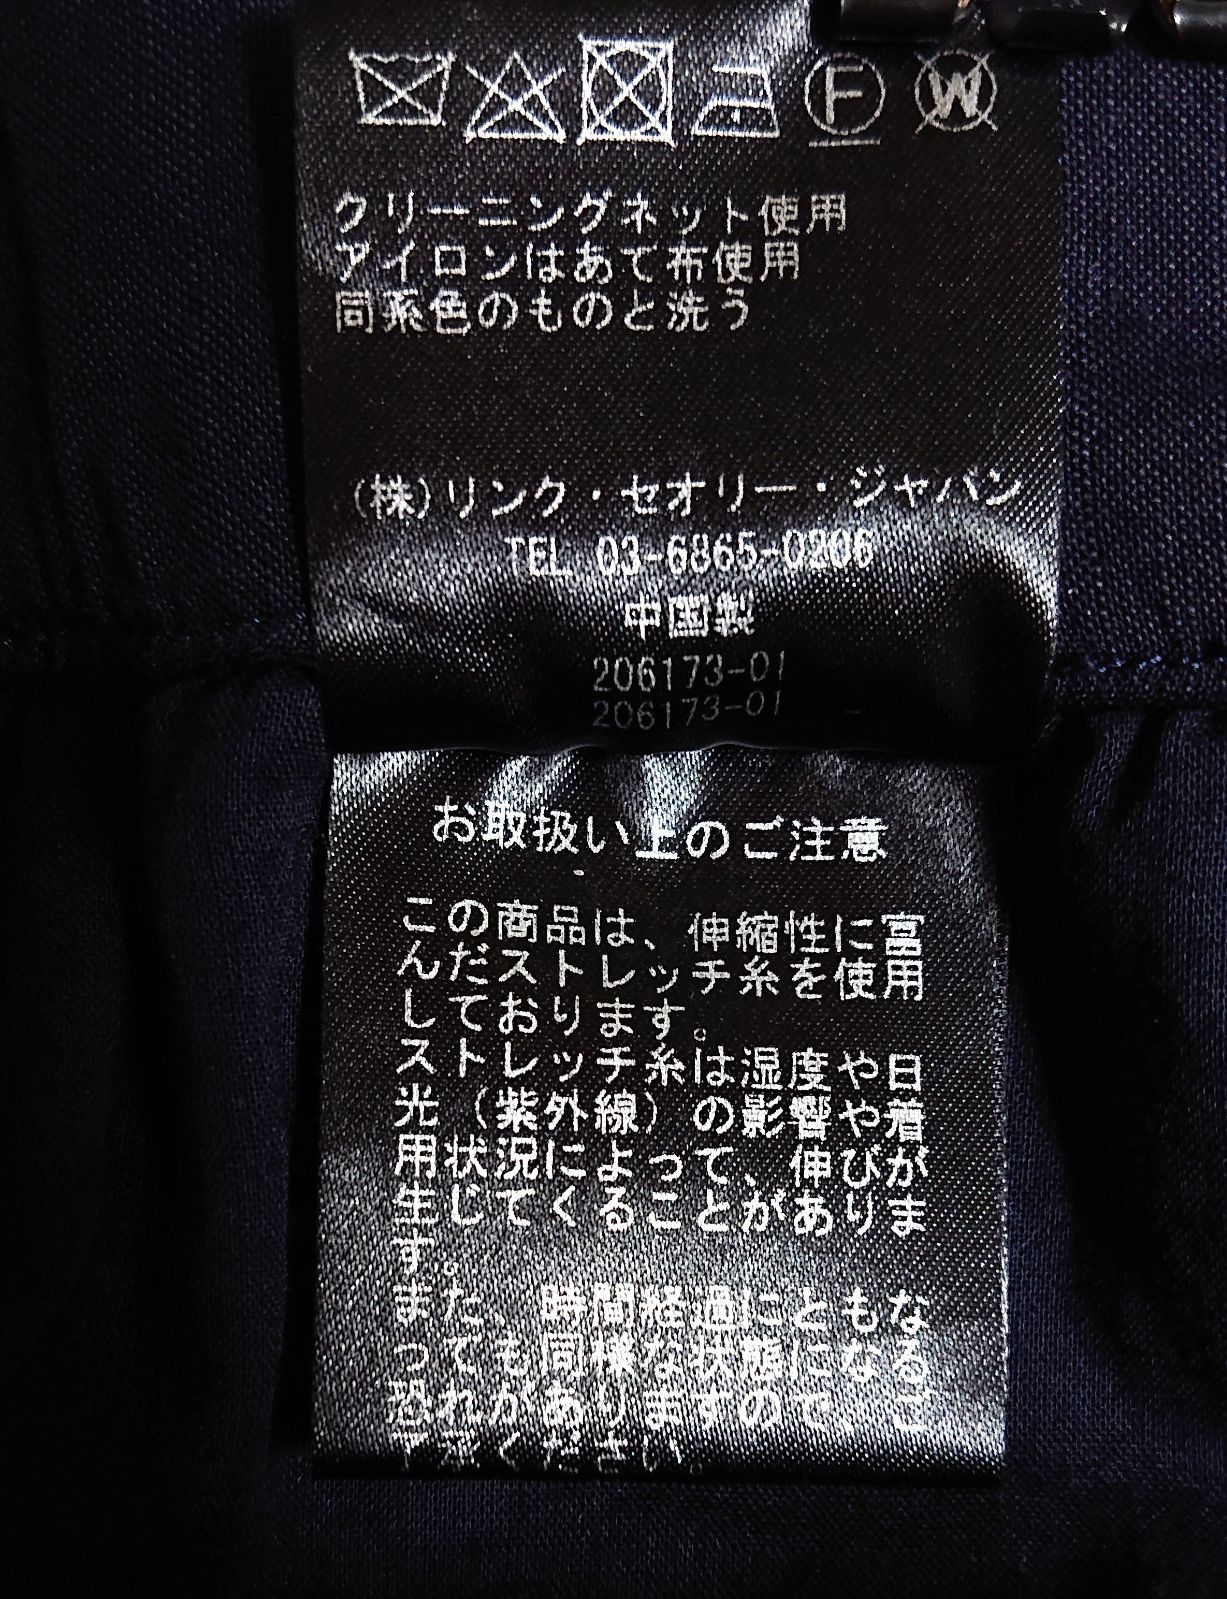 F W
クリーニングネット使用
アイロンはあて布使用
同系色のものと洗う
(株)リンク・セオリー・ジャパン
TEL 03-6865-0206
中国製
206173-01
206173-01
お取扱い上のご注意
この商品は、伸縮性に富
んだストレッチ糸を使用
しております。
ストレッチ糸は湿度や日
光(紫外線)の影響や着
用状況によって、伸びが
生じてくることがありま
す。
また、時間経過にともな
っても同様な状態になる
恐れがありますので、ご
了承ください。